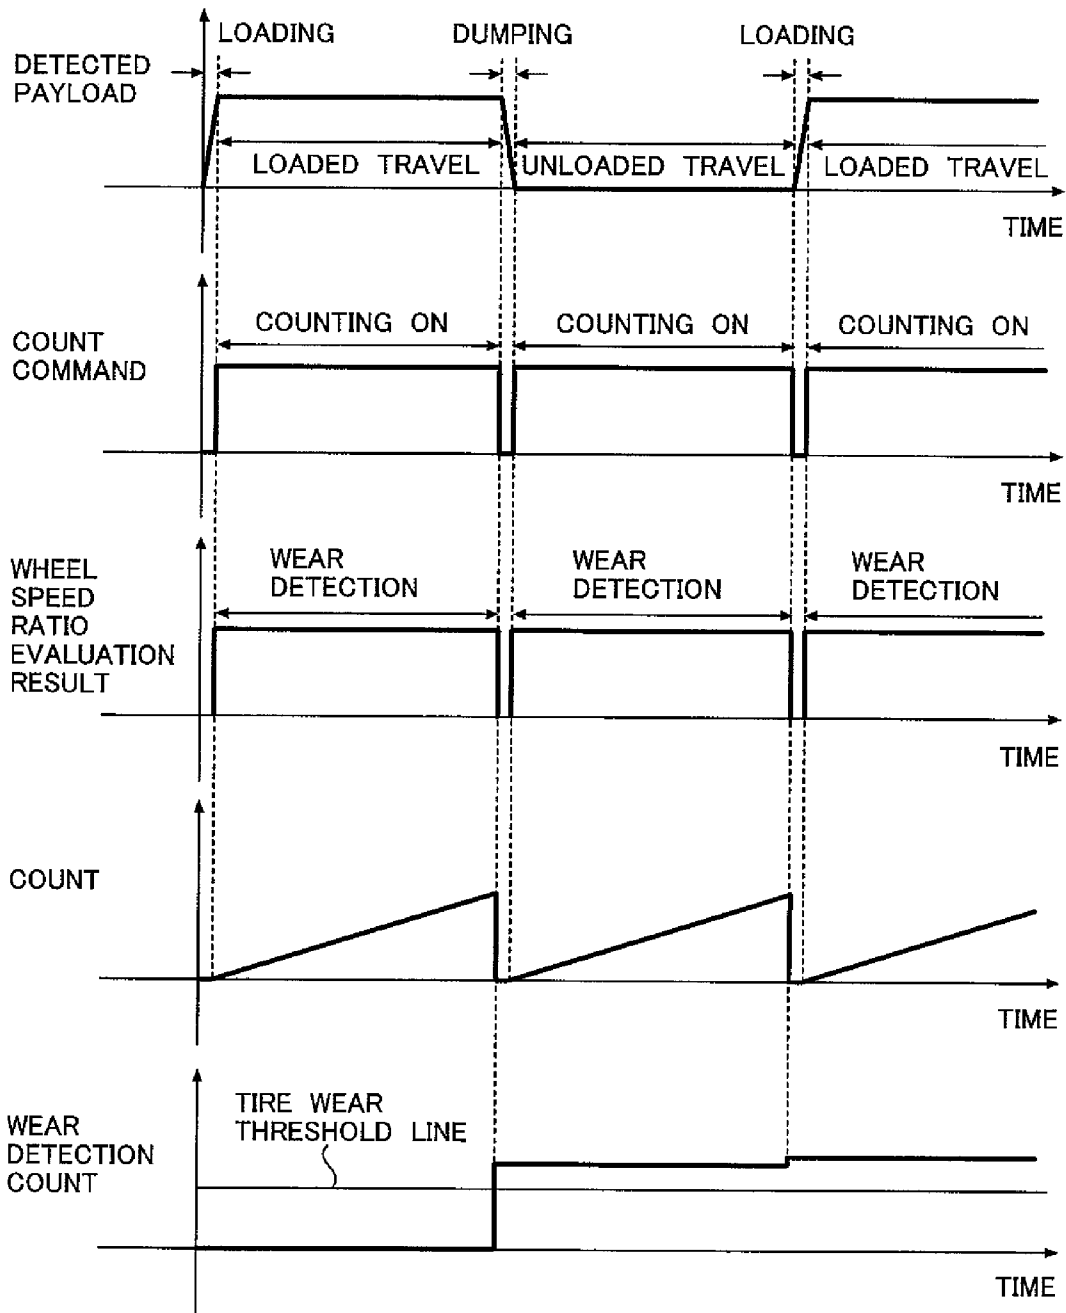 LOADING
DUMPING
LOADING
DETECTED
PAYLOAD
LOADED TRAVEL
UNLOADED TRAVEL
LOADED TRAVEL
TIME
COUNT
COMMAND
COUNTING ON
COUNTING ON
COUNTING ON
TIME
WHEEL
SPEED
RATIO
EVALUATION
RESULT
WEAR
DETECTION
WEAR
DETECTION
WEAR
DETECTION
TIME
COUNT
TIME
WEAR
DETECTION
COUNT
TIRE WEAR
THRESHOLD LINE
TIME